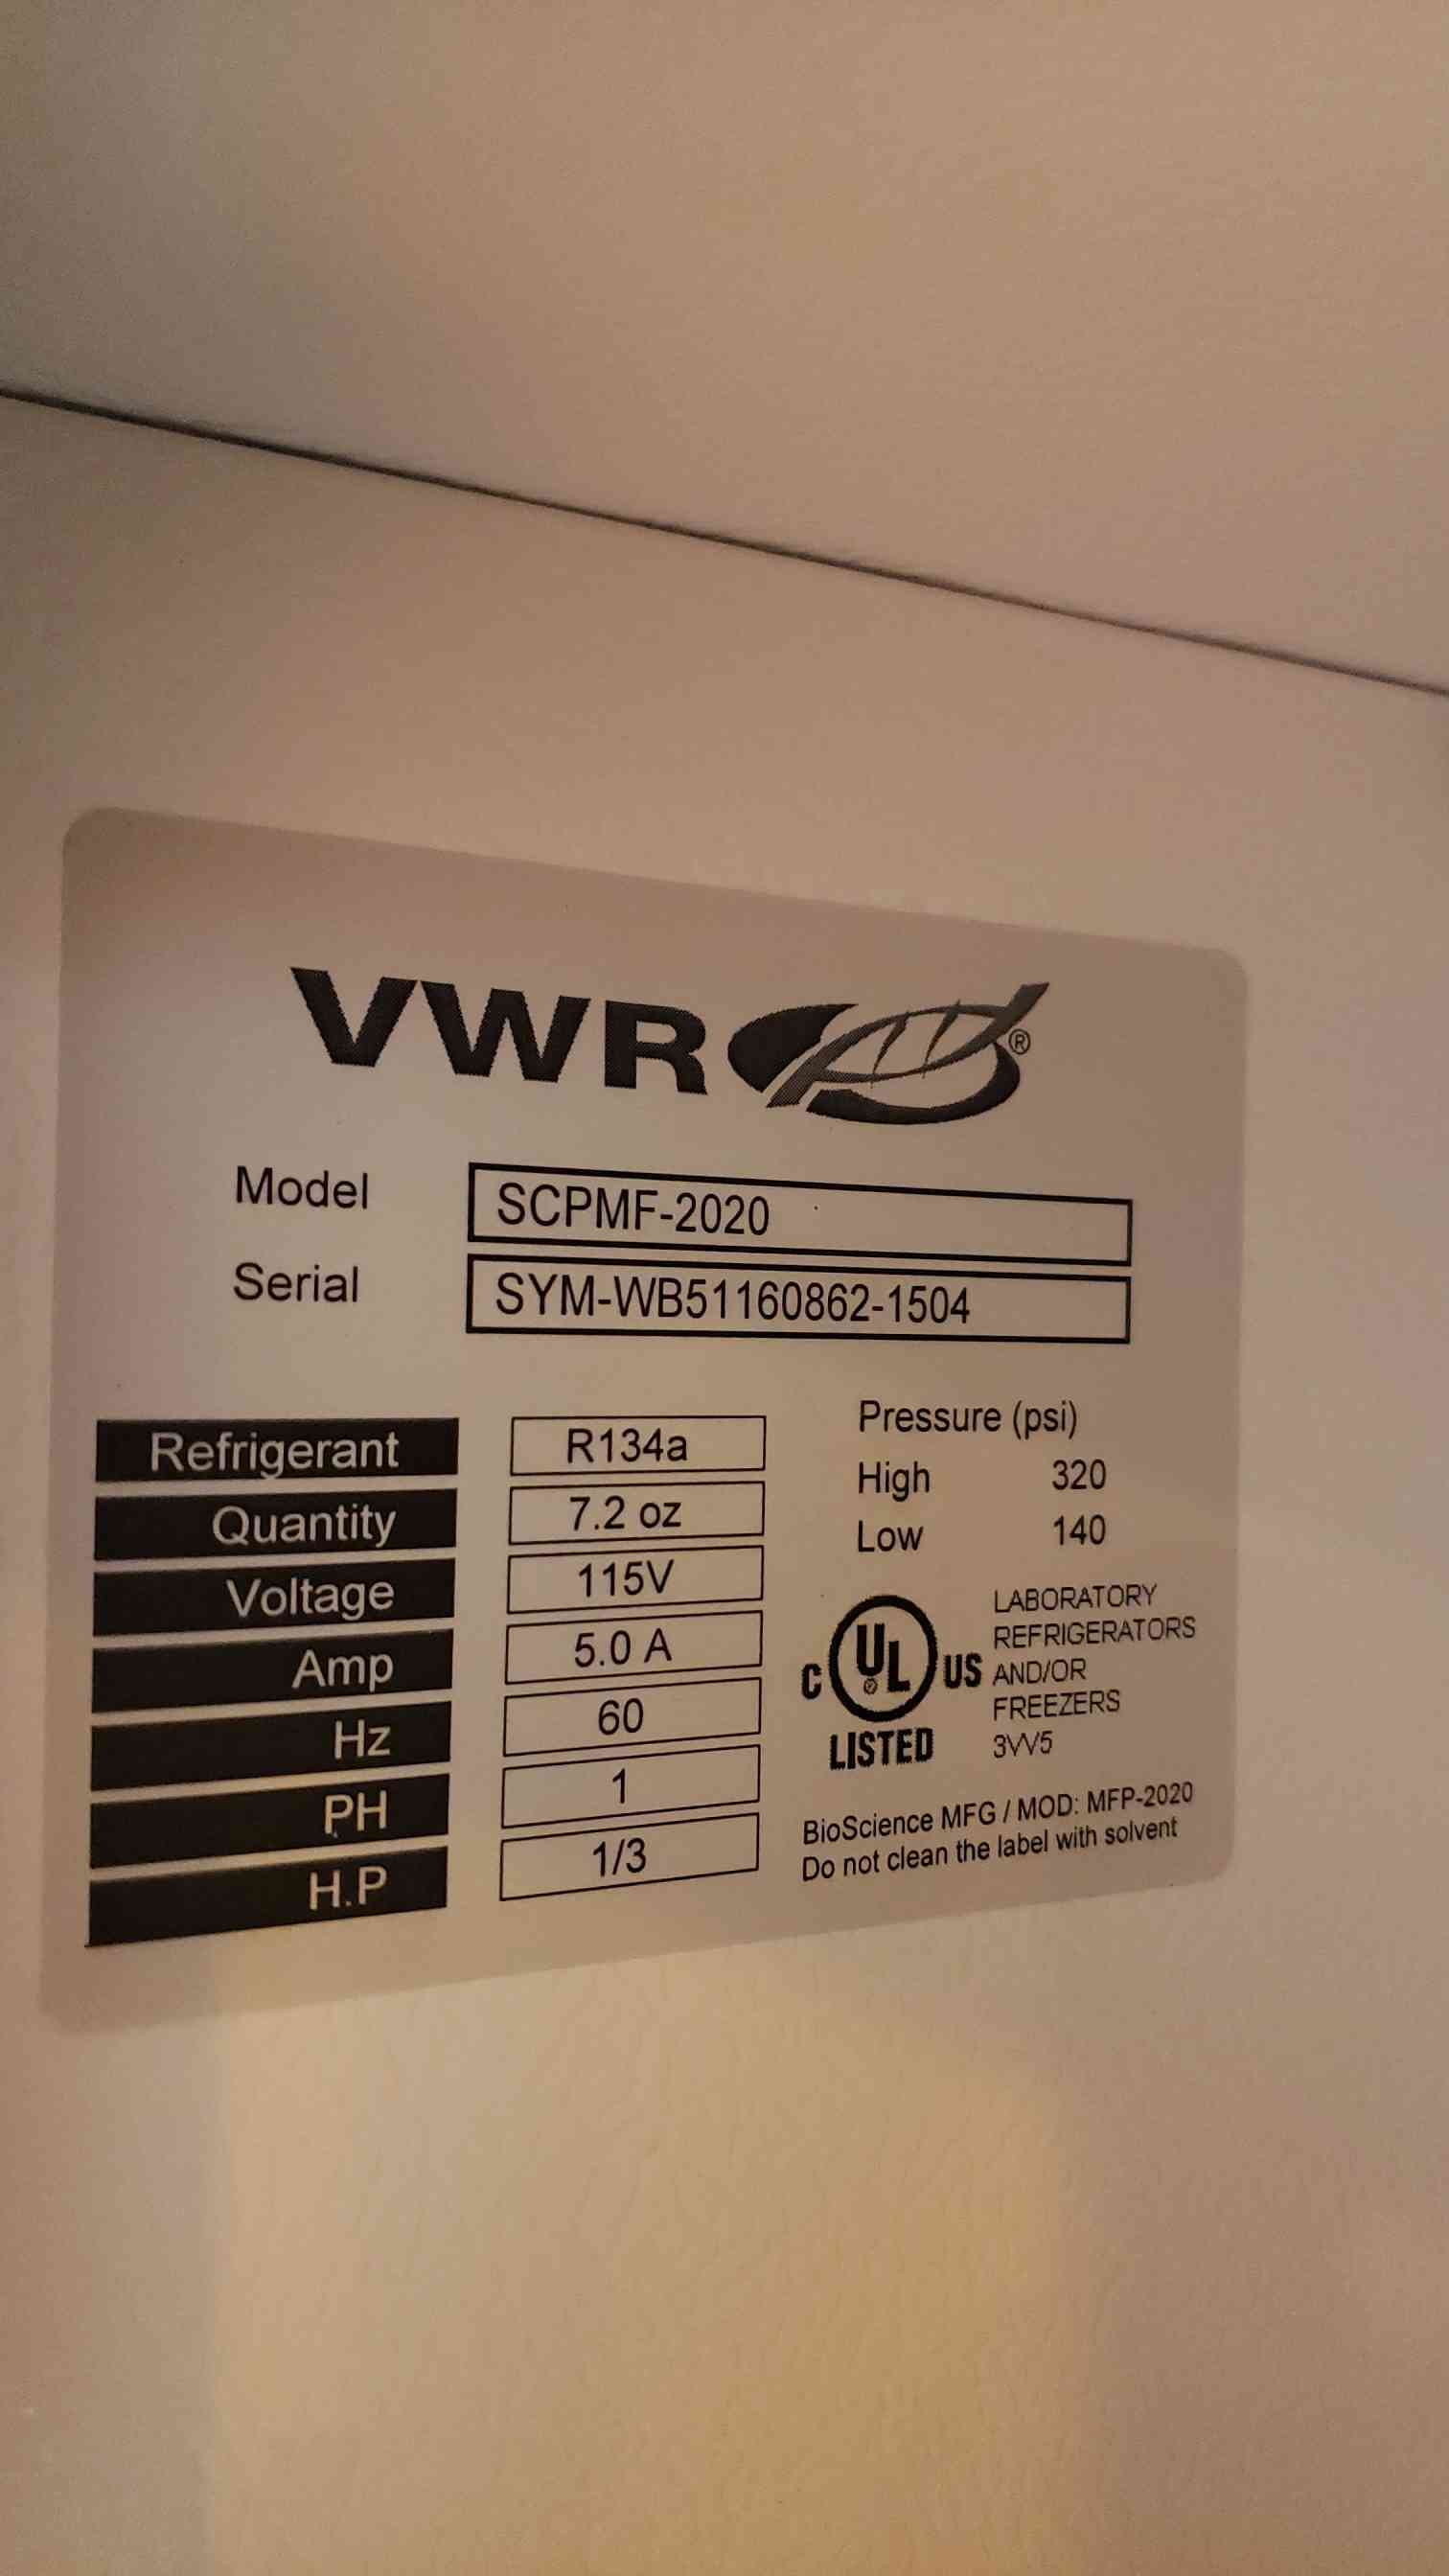 VWR®
Model SCPMF-2020
Serial SYM-WB51160862-1504
Refrigerant R134a
Quantity 7.2 oz
Voltage 115V
Amp 5.0 A
Hz 60
PH 1
H.P 1/3
Pressure (psi)
High 320
Low 140
C UL® US
LISTED
LABORATORY
REFRIGERATORS
AND/OR
FREEZERS
3VV5
BioScience MFG / MOD: MFP-2020
Do not clean the label with solvent